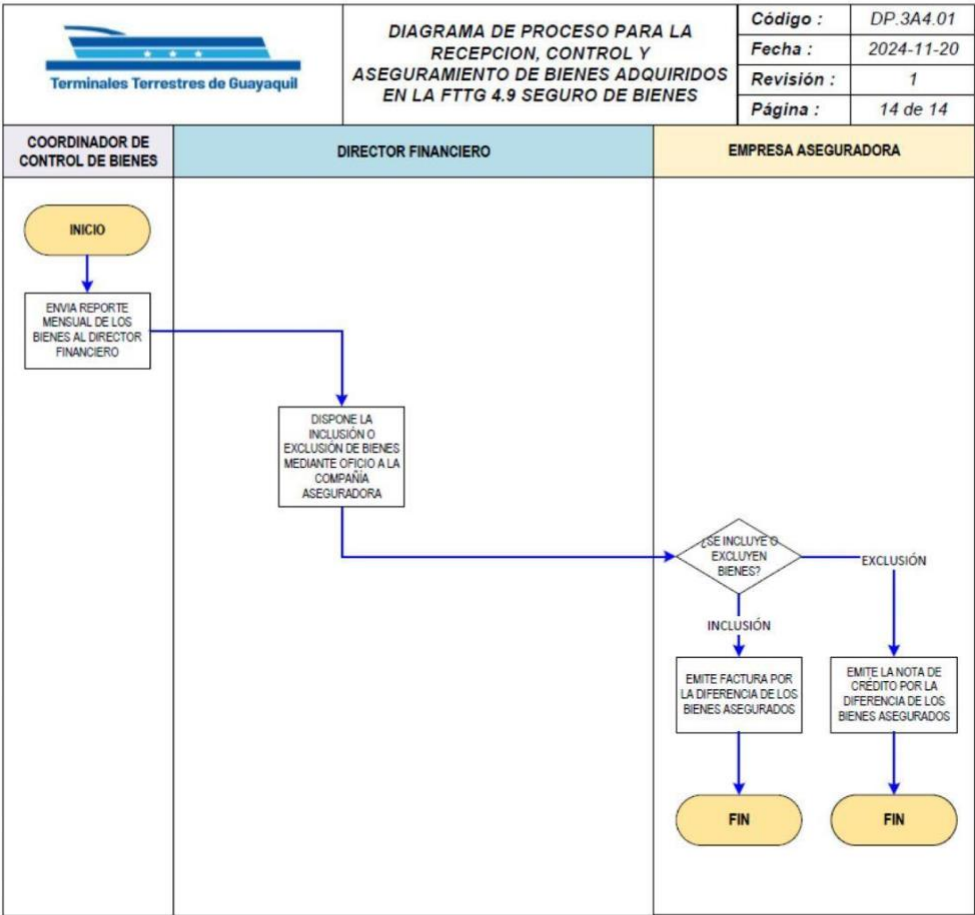 Terminales Terrestres de Guayaquil
DIAGRAMA DE PROCESO PARA LA
RECEPCION, CONTROL Y
ASEGURAMIENTO DE BIENES ADQUIRIDOS
EN LA FTTG 4.9 SEGURO DE BIENES
Código : DP.3A4.01
Fecha : 2024-11-20
Revisión : 1
Página : 14 de 14
COORDINADOR DE
CONTROL DE BIENES
DIRECTOR FINANCIERO
EMPRESA ASEGURADORA
INICIO
ENVIA REPORTE
MENSUAL DE LOS
BIENES AL DIRECTOR
FINANCIERO
DISPONE LA
INCLUSIÓN O
EXCLUSIÓN DE BIENES
MEDIANTE OFICIO A LA
COMPAÑÍA
ASEGURADORA
¿SE INCLUYE O
EXCLUYEN
BIENES?
EXCLUSIÓN
INCLUSIÓN
EMITE FACTURA POR
LA DIFERENCIA DE LOS
BIENES ASEGURADOS
EMITE LA NOTA DE
CRÉDITO POR LA
DIFERENCIA DE LOS
BIENES ASEGURADOS
FIN
FIN